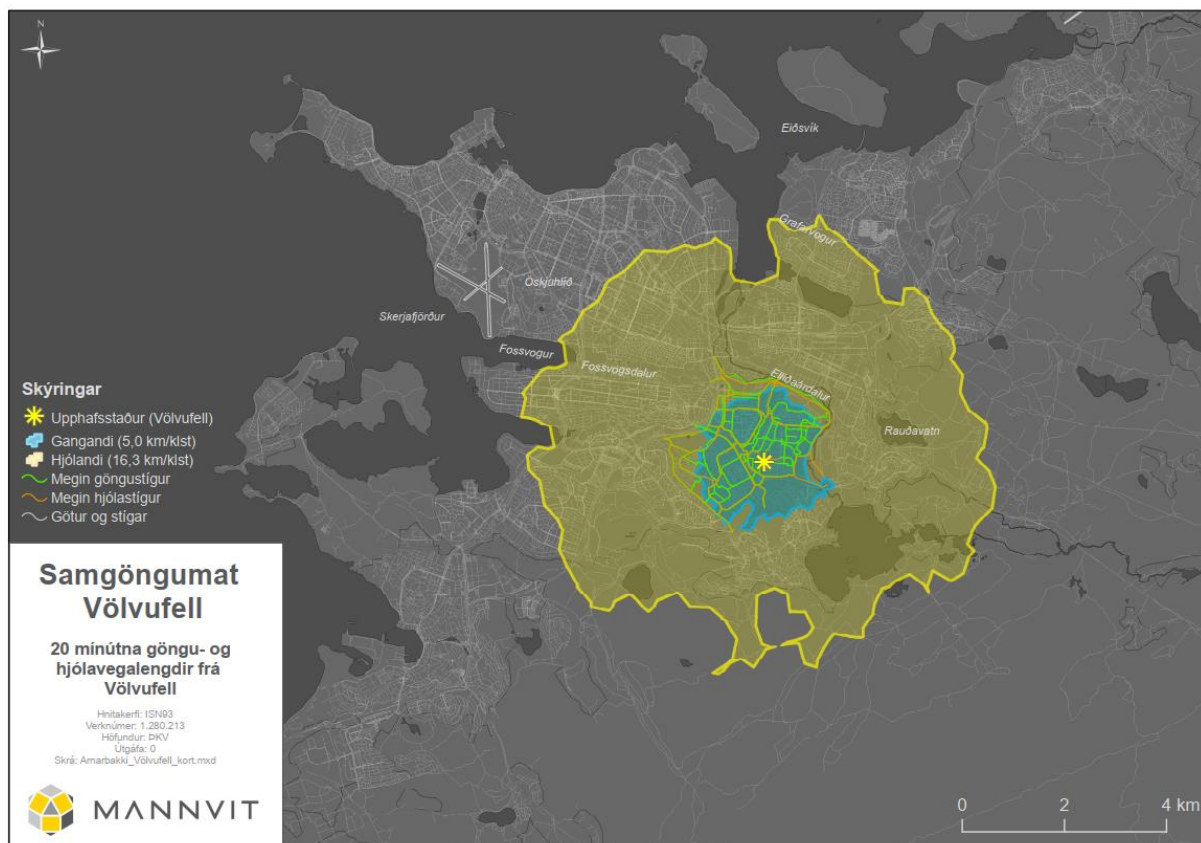 N
Eiðsvík
Grafarvogur
Öskjuhlíð
Skerjafjörður
Fossvogur
Fossvogsdalur
Elliðaárdalur
Rauðavatn
Skýringar
Upphafsstaður (Völvufell)
Gangandi (5,0 km/klst)
Hjólandi (16,3 km/klst)
Megin göngustígur
Megin hjólastígur
Götur og stígar
Samgöngumat
Völvufell
20 mínútna göngu- og
hjólavegalengdir frá
Völvufell
Hnitakerfi: ISN93
Verknúmer: 1.280.213
Höfundur: ÞKV
Útgáfa: 0
Skrá: Arnarbakki_Völvufell_kort.mxd
MANNVIT
0 2 4 km